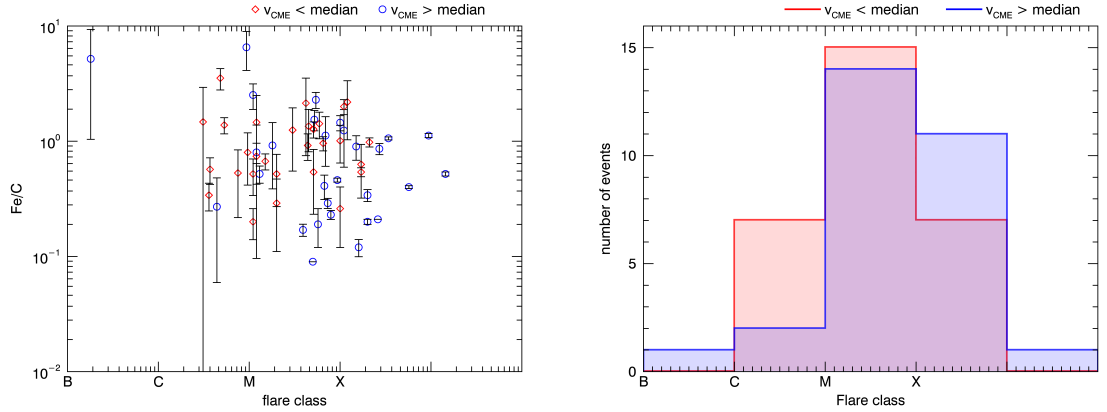 v_CME < median v_CME > median
Fe/C
10^1
10^0
10^−1
10^−2
B C M X
flare class
v_CME < median v_CME > median
number of events
15
10
5
0
B C M X
Flare class